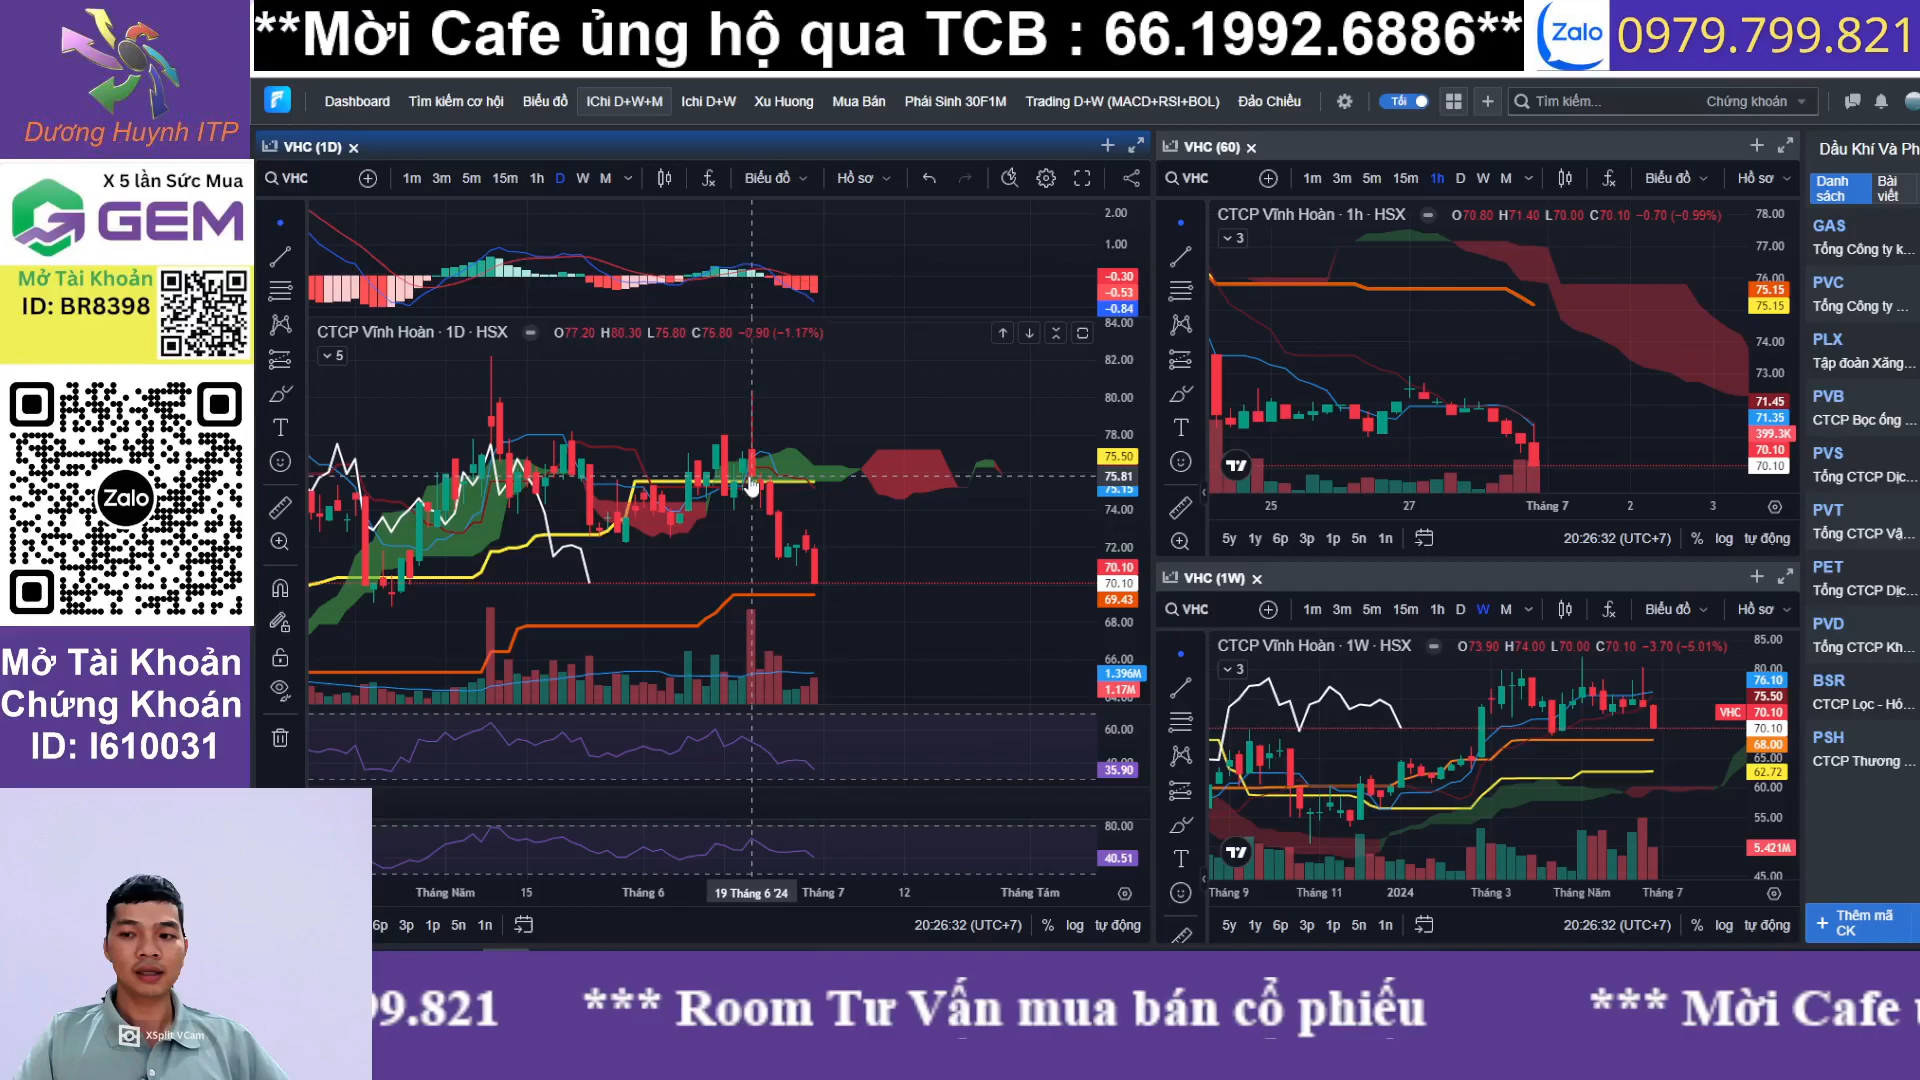 **Mời Cafe ủng hộ qua TCB : 66.1992.6886**
Zalo
0979.799.821
Dương Huynh ITP
X 5 lần Sức Mua
GEM
Mở Tài Khoản
ID: BR8398
Zalo
Mở Tài Khoản
Chứng Khoán
ID: I610031
Dashboard Tìm kiếm cơ hội Biểu đồ IChi D+W+M Ichi D+W Xu Huong Mua Bán Phái Sinh 30F1M Trading D+W (MACD+RSI+BOL) Đảo Chiều
Tối
Tìm kiếm... Chứng khoán
VHC (1D)
VHC 1m 3m 5m 15m 1h D W M Biểu đồ Hồ sơ
2.00
1.00
−0.30
−0.53
−0.84
CTCP Vĩnh Hoàn · 1D · HSX O77.20 H80.30 L75.80 C75.80 −0.90 (−1.17%)
5
84.00
82.00
80.00
78.00
75.50
75.81
75.15
74.00
72.00
70.10
70.10
69.43
68.00
66.00
1.396M
1.17M
60.00
35.90
80.00
40.51
Tháng Năm 15 Tháng 6 19 Tháng 6 '24 Tháng 7 12 Tháng Tám
6p 3p 1p 5n 1n
20:26:32 (UTC+7) % log tự động
VHC (60)
VHC 1m 3m 5m 15m 1h D W M Biểu đồ Hồ sơ
CTCP Vĩnh Hoàn · 1h · HSX O70.80 H71.40 L70.00 C70.10 −0.70 (−0.99%)
3
78.00
77.00
76.00
75.15
75.15
74.00
73.00
71.45
71.35
399.3K
70.10
70.10
25 27 Tháng 7 2 3
5y 1y 6p 3p 1p 5n 1n
20:26:32 (UTC+7) % log tự động
VHC (1W)
VHC 1m 3m 5m 15m 1h D W M Biểu đồ Hồ sơ
CTCP Vĩnh Hoàn · 1W · HSX O73.90 H74.00 L70.00 C70.10 −3.70 (−5.01%)
3
85.00
80.00
76.10
75.50
VHC 70.10
70.10
68.00
65.00
62.72
60.00
55.00
5.421M
45.00
Tháng 9 Tháng 11 2024 Tháng 3 Tháng Năm Tháng 7
5y 1y 6p 3p 1p 5n 1n
20:26:32 (UTC+7) % log tự động
Dầu Khí Và Ph
Danh sách
Bài viết
GAS
Tổng Công ty k...
PVC
Tổng Công ty ...
PLX
Tập đoàn Xăng...
PVB
CTCP Bọc ống ...
PVS
Tổng CTCP Dịc...
PVT
Tổng CTCP Vậ...
PET
Tổng CTCP Dịc...
PVD
Tổng CTCP Kh...
BSR
CTCP Lọc - Hó...
PSH
CTCP Thương ...
+ Thêm mã CK
XSplit VCam
99.821 *** Room Tư Vấn mua bán cổ phiếu *** Mời Cafe